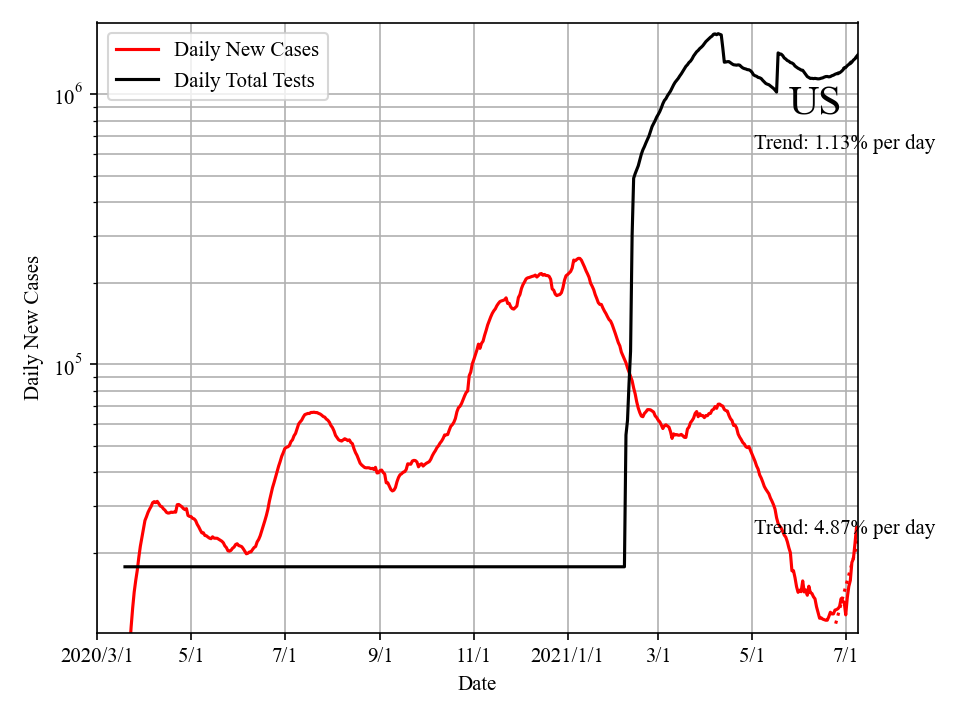 Daily New Cases
Daily Total Tests
US
Trend: 1.13% per day
Trend: 4.87% per day
10^6
10^5
Daily New Cases
2020/3/1 5/1 7/1 9/1 11/1 2021/1/1 3/1 5/1 7/1
Date